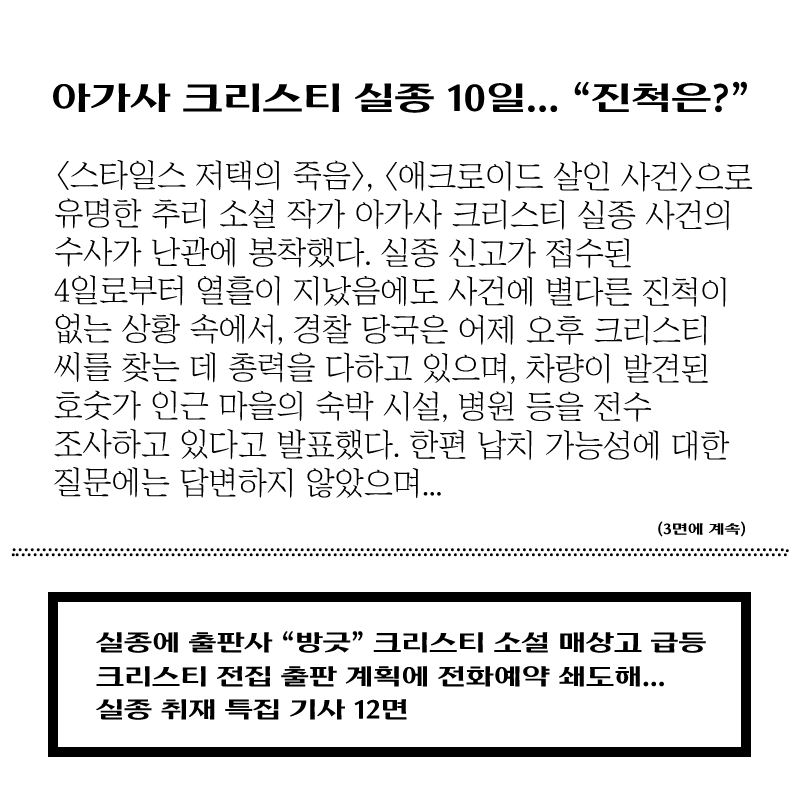 아가사 크리스티 실종 10일... “진척은?”
〈스타일스 저택의 죽음〉, 〈애크로이드 살인 사건〉으로
유명한 추리 소설 작가 아가사 크리스티 실종 사건의
수사가 난관에 봉착했다. 실종 신고가 접수된
4일로부터 열흘이 지났음에도 사건에 별다른 진척이
없는 상황 속에서, 경찰 당국은 어제 오후 크리스티
씨를 찾는 데 총력을 다하고 있으며, 차량이 발견된
호숫가 인근 마을의 숙박 시설, 병원 등을 전수
조사하고 있다고 발표했다. 한편 납치 가능성에 대한
질문에는 답변하지 않았으며...
(3면에 계속)
실종에 출판사 “방긋” 크리스티 소설 매상고 급등
크리스티 전집 출판 계획에 전화예약 쇄도해...
실종 취재 특집 기사 12면